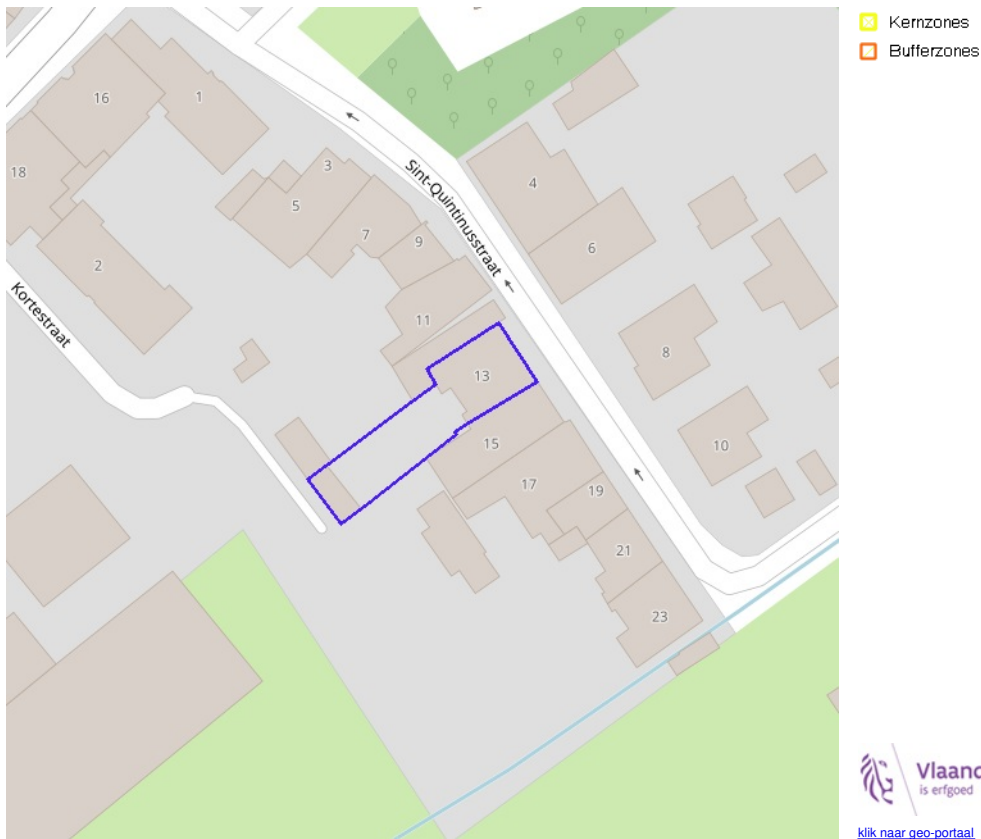 Kernzones
Bufferzones
16
1
18
3
5
4
2
7
9
6
Sint-Quintinusstraat
Kortestraat
11
8
13
10
15
17
19
21
23
Vlaand
is erfgoed
klik naar geo-portaal